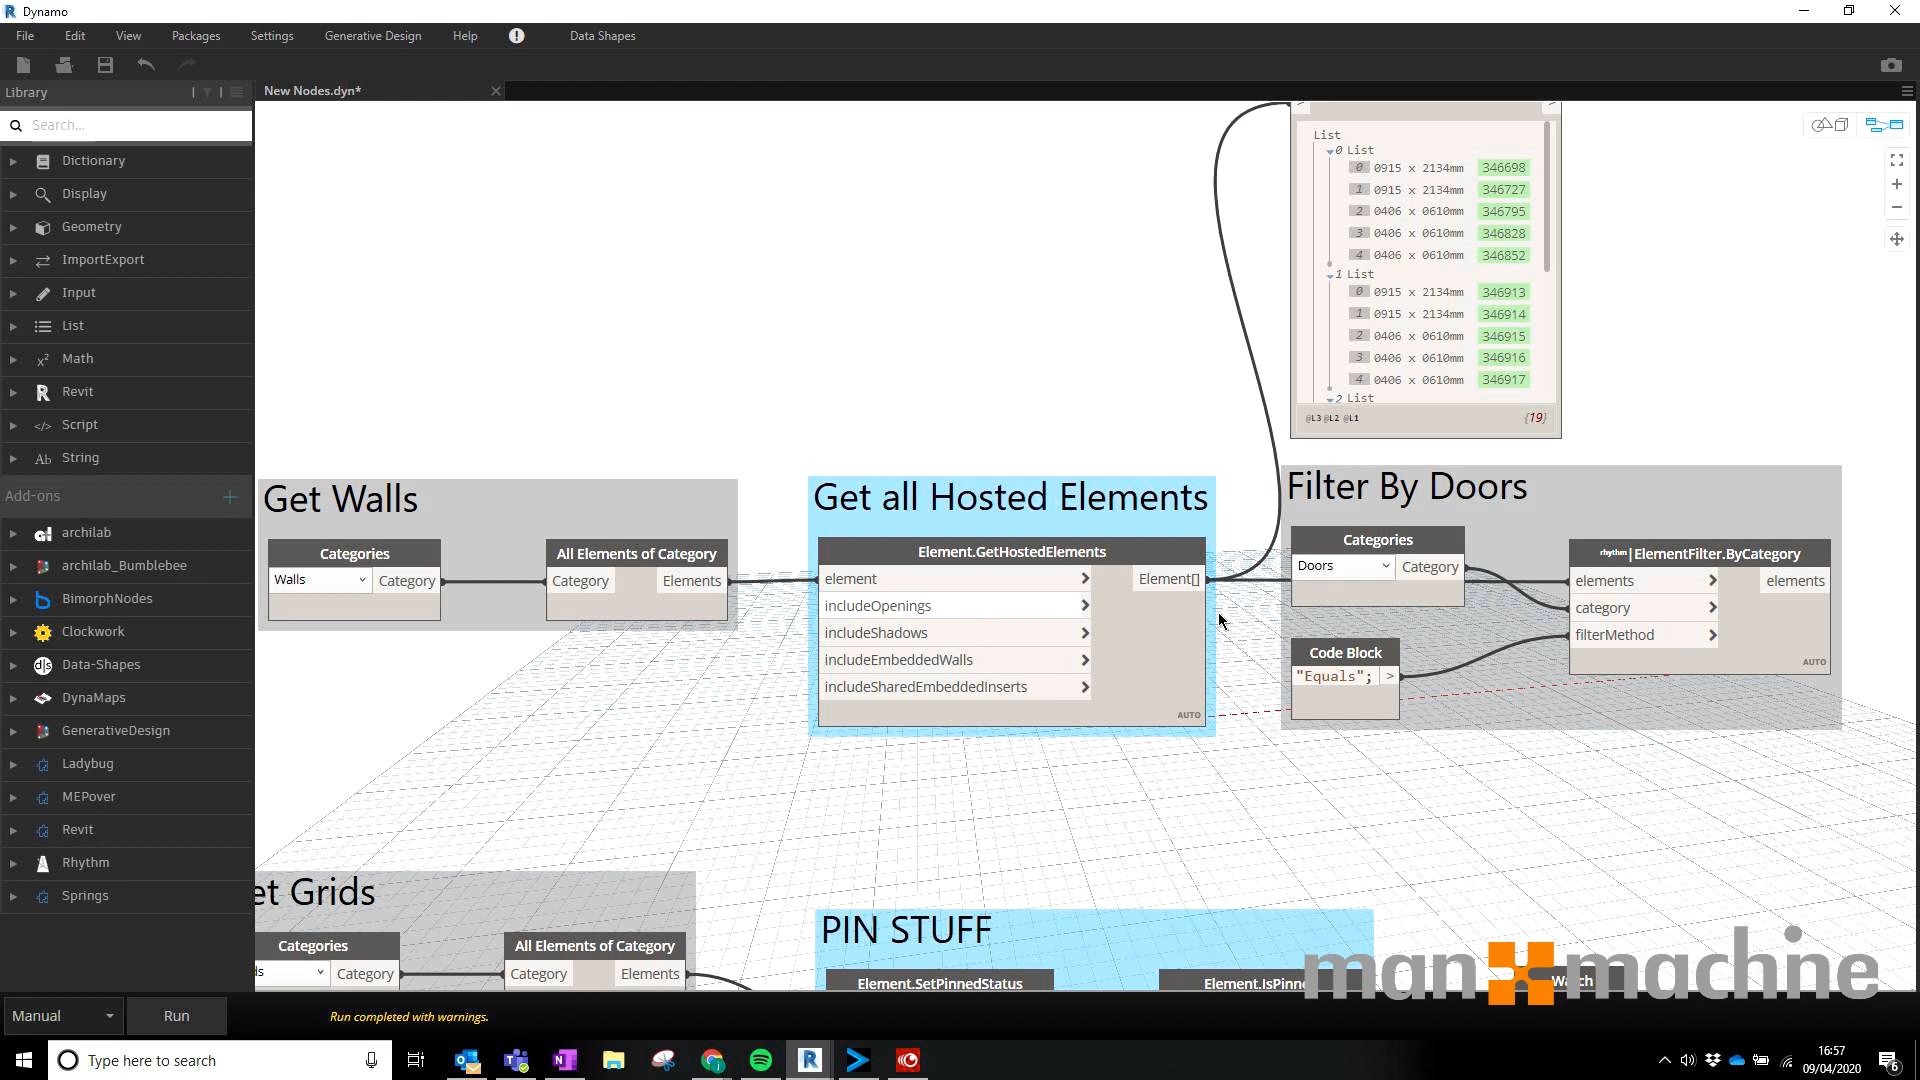 Dynamo
File Edit View Packages Settings Generative Design Help Data Shapes
Library
New Nodes.dyn*
Search...
Dictionary
Display
Geometry
ImportExport
Input
List
Math
Revit
Script
String
Add-ons
archilab
archilab_Bumblebee
BimorphNodes
Clockwork
Data-Shapes
DynaMaps
GenerativeDesign
Ladybug
MEPover
Revit
Rhythm
Springs
List
0 List
0 0915 x 2134mm 346698
1 0915 x 2134mm 346727
2 0406 x 0610mm 346795
3 0406 x 0610mm 346828
4 0406 x 0610mm 346852
1 List
0 0915 x 2134mm 346913
1 0915 x 2134mm 346914
2 0406 x 0610mm 346915
3 0406 x 0610mm 346916
4 0406 x 0610mm 346917
2 List
@L3 @L2 @L1 {19}
Get Walls
Categories
Walls Category
All Elements of Category
Category Elements
Get all Hosted Elements
Element.GetHostedElements
element > Element[]
includeOpenings >
includeShadows >
includeEmbeddedWalls >
includeSharedEmbeddedInserts >
AUTO
Filter By Doors
Categories
Doors Category
Code Block
"Equals"; >
rhythm|ElementFilter.ByCategory
elements > elements
category >
filterMethod >
AUTO
et Grids
Categories
ds Category
All Elements of Category
Category Elements
PIN STUFF
Element.SetPinnedStatus
Element.IsPinne
Watch
man machine
Manual Run Run completed with warnings.
Type here to search
16:57
09/04/2020
6